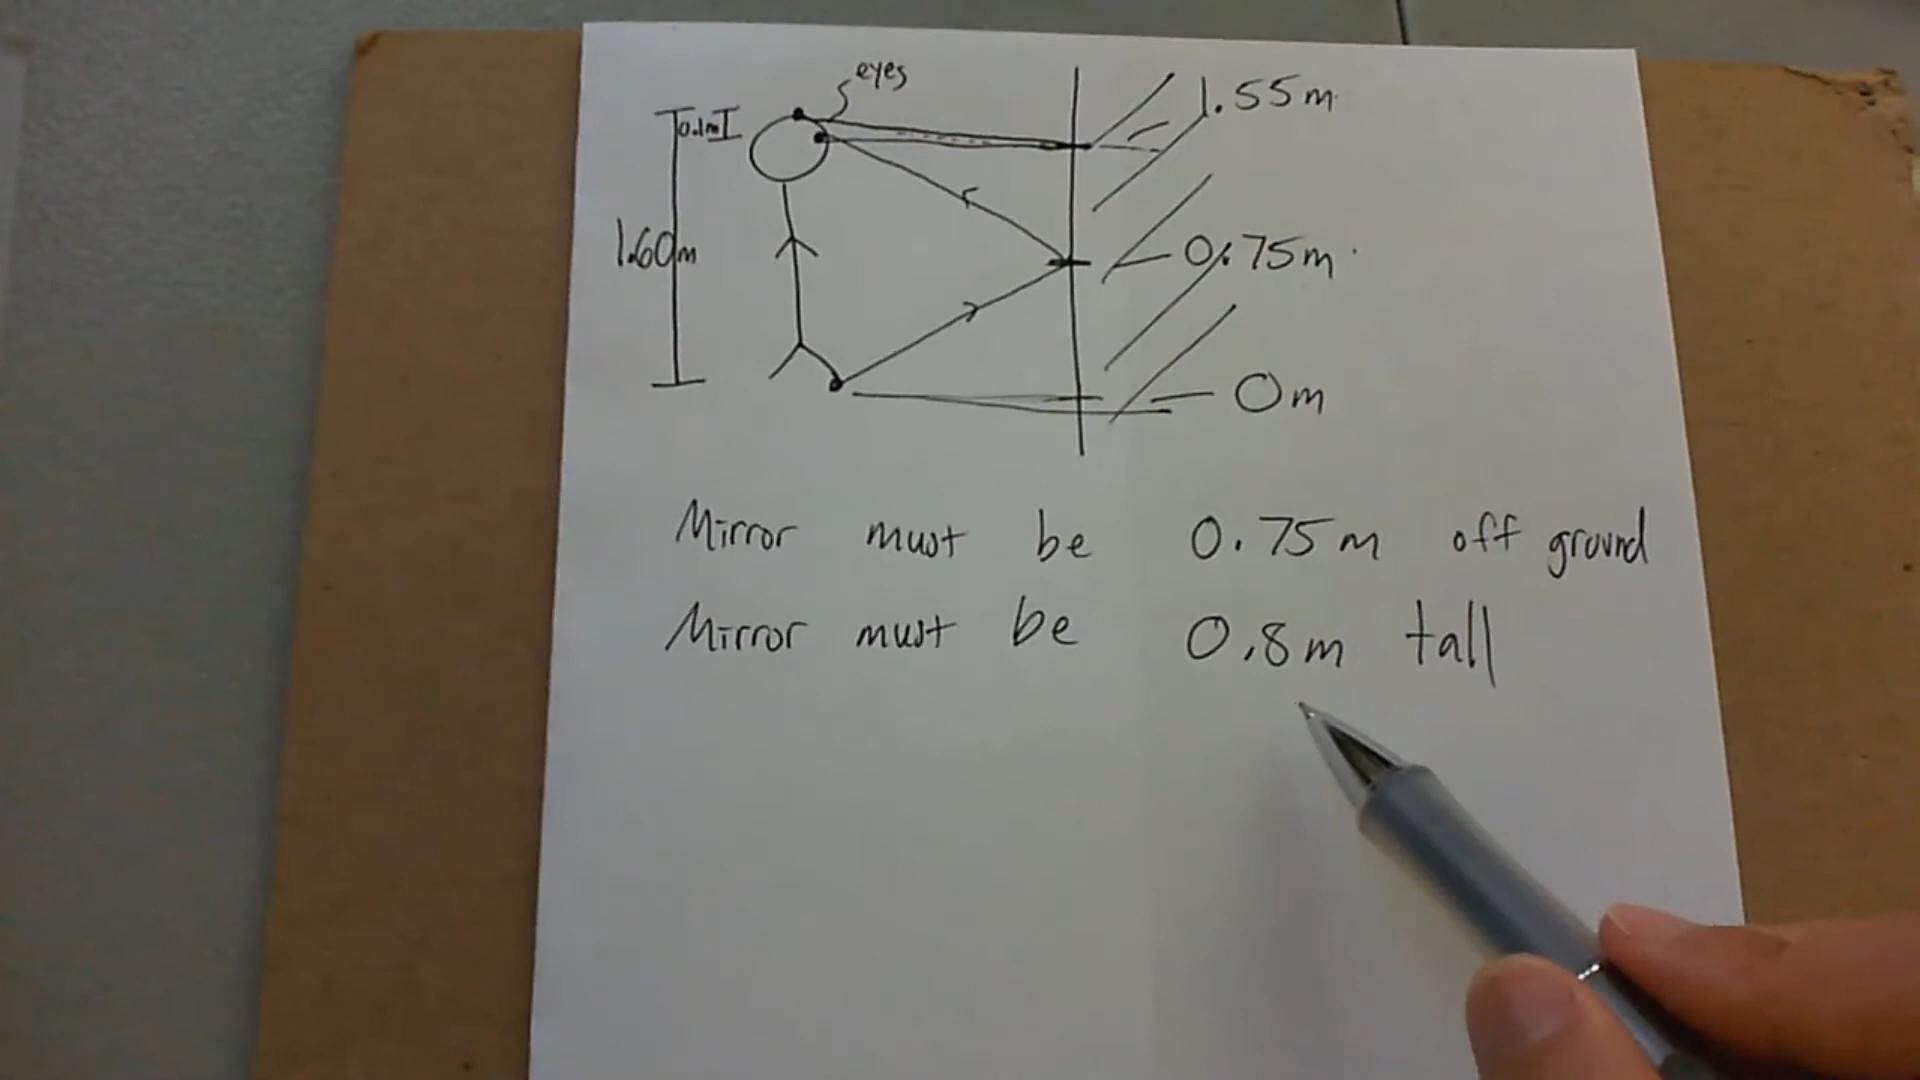 eyes
1.55m
0.1m
1.60m
0.75m
0m
Mirror must be 0.75m off ground
Mirror must be 0.8m tall